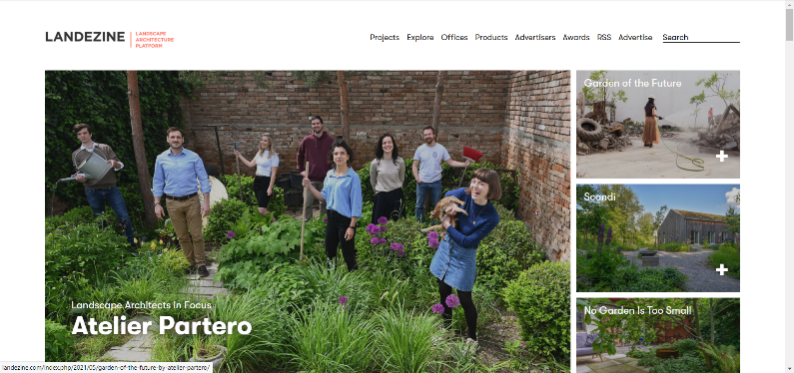 LANDEZINE
LANDSCAPE
ARCHITECTURE
PLATFORM
Projects Explore Offices Products Advertisers Awards RSS Advertise Search
Garden of the Future
Scandi
No Garden Is Too Small
Landscape Architects In Focus
Atelier Partero
landezine.com/index.php/2021/05/garden-of-the-future-by-atelier-partero/